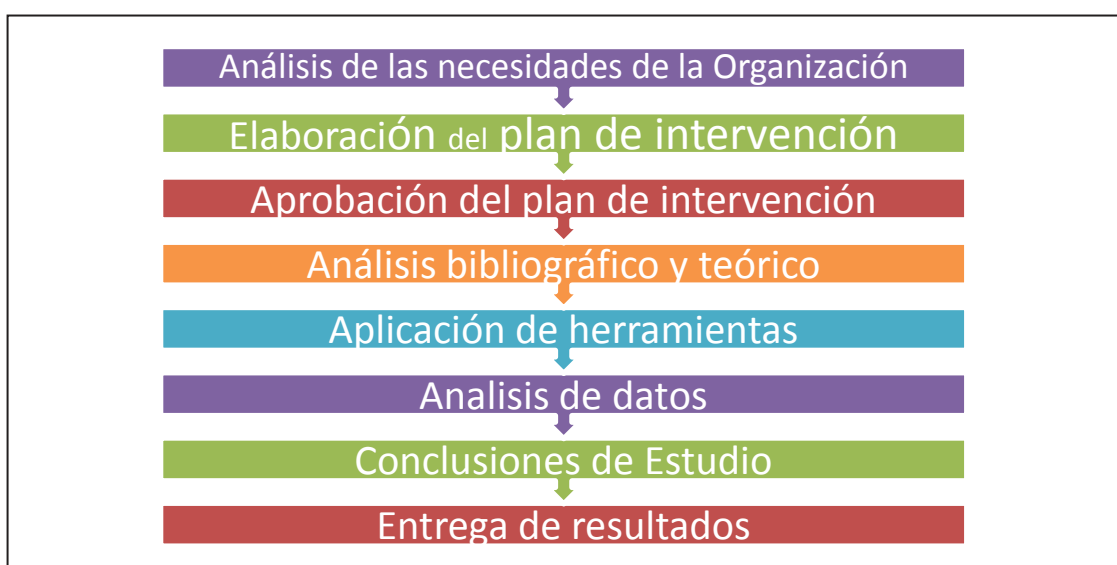 Análisis de las necesidades de la Organización
Elaboración del plan de intervención
Aprobación del plan de intervención
Análisis bibliográfico y teórico
Aplicación de herramientas
Analisis de datos
Conclusiones de Estudio
Entrega de resultados